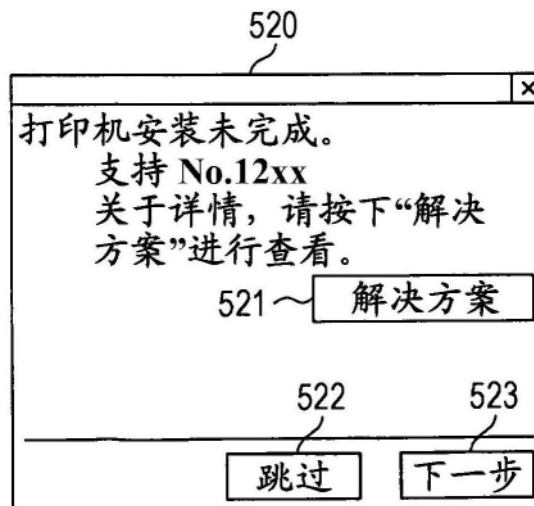 520
×
打印机安装未完成。
支持 No.12xx
关于详情，请按下“解决
方案”进行查看。
521
解决方案
522
523
跳过
下一步